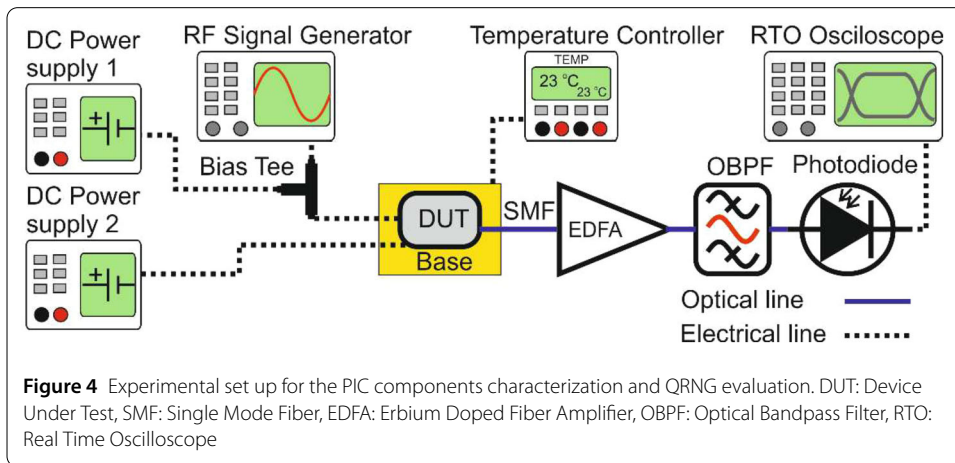 DC Power
supply 1
RF Signal Generator
Temperature Controller
RTO Osciloscope
TEMP
23 °C
23 °C
Bias Tee
DC Power
supply 2
DUT
Base
SMF
EDFA
OBPF
Photodiode
Optical line
Electrical line
Figure 4 Experimental set up for the PIC components characterization and QRNG evaluation. DUT: Device
Under Test, SMF: Single Mode Fiber, EDFA: Erbium Doped Fiber Amplifier, OBPF: Optical Bandpass Filter, RTO:
Real Time Oscilloscope